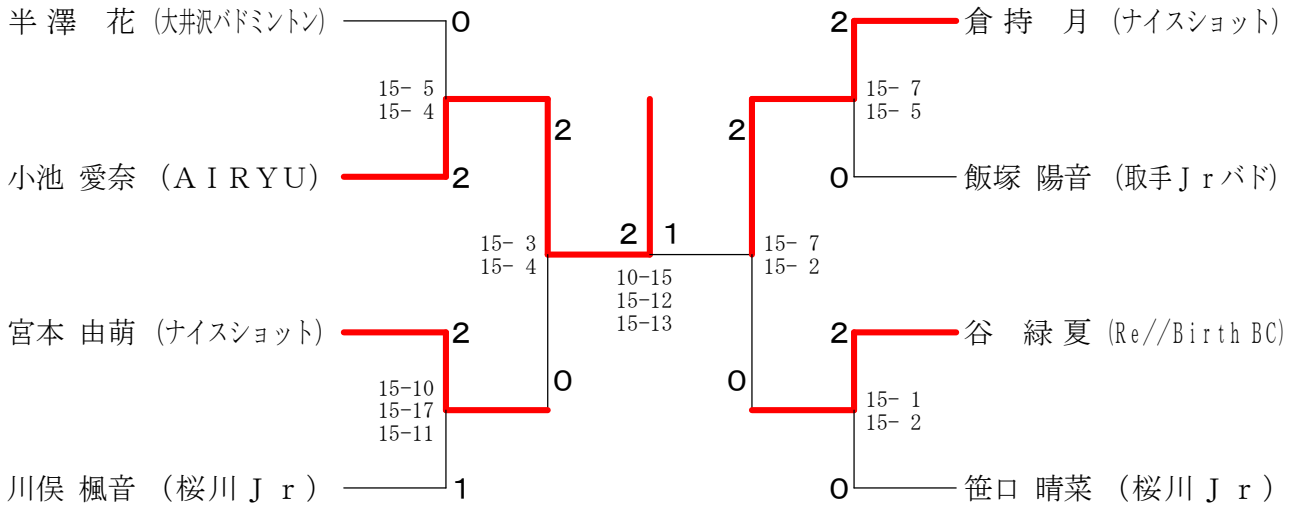 半澤 花 (大井沢バドミントン) 0
2 倉持 月 (ナイスショット)
15- 5
15- 4
2
2
15- 7
15- 5
小池 愛奈 (ＡＩＲＹＵ) 2
0 飯塚 陽音 (取手Ｊｒバド)
15- 3
15- 4
2 1
10-15
15-12
15-13
15- 7
15- 2
宮本 由萌 (ナイスショット) 2
2 谷 緑夏 (Re//Birth BC)
15-10
15-17
15-11
0
0
15- 1
15- 2
川俣 楓音 (桜川Ｊｒ) 1
0 笹口 晴菜 (桜川Ｊｒ)